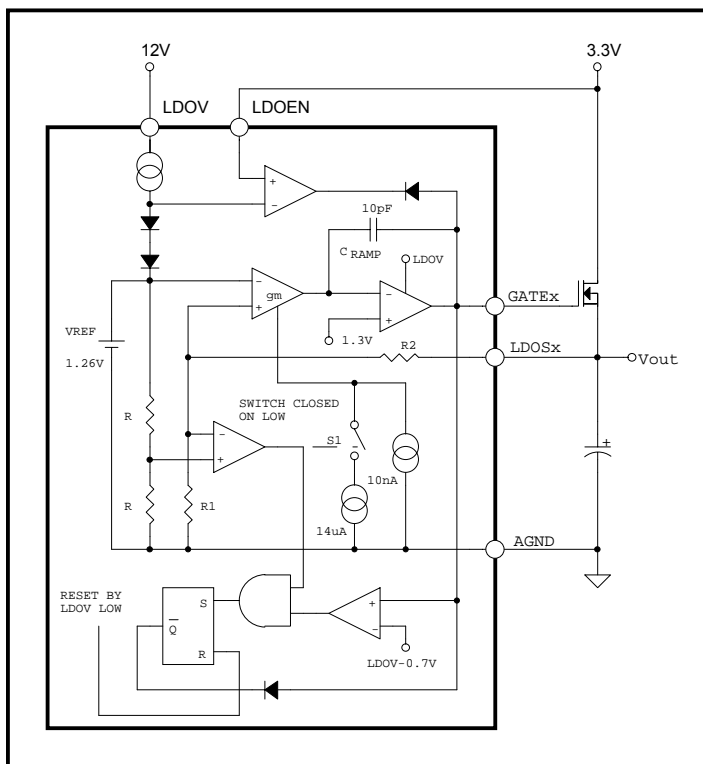 12V
3.3V
LDOV
LDOEN
+
−
10pF
C RAMP
LDOV
−
gm
+
−
+
GATEx
VREF
1.26V
1.3V
R2
LDOSx
Vout
SWITCH CLOSED
ON LOW
R
−
+
S1
10nA
+
R
R1
14uA
AGND
RESET BY
LDOV LOW
S
Q
R
+
−
LDOV-0.7V